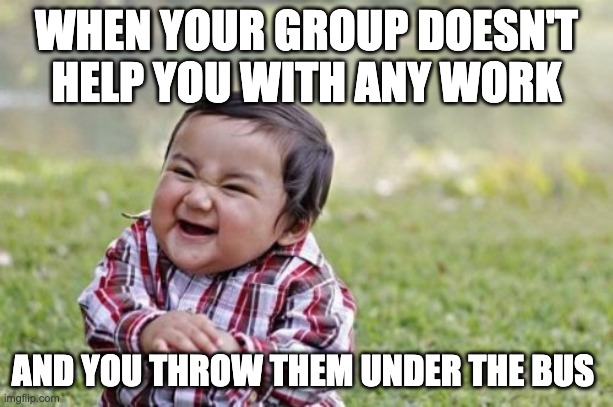 WHEN YOUR GROUP DOESN'T
HELP YOU WITH ANY WORK
AND YOU THROW THEM UNDER THE BUS
imgflip.com